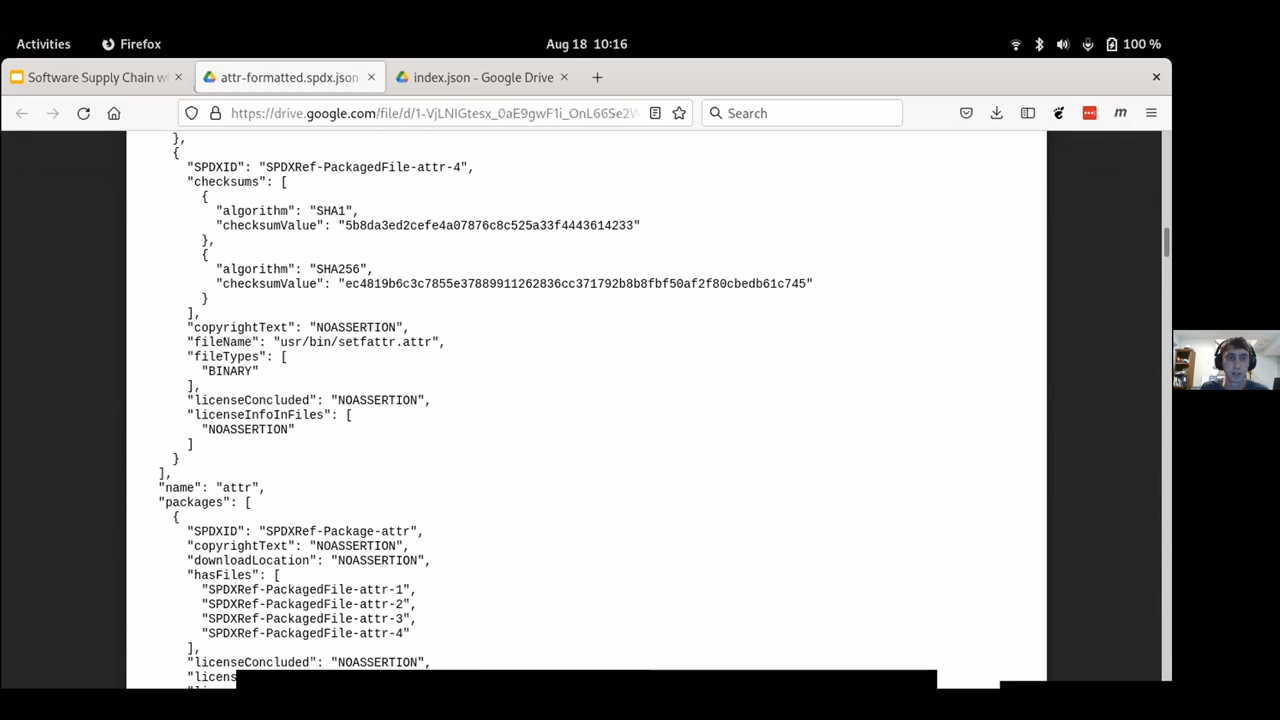 Activities Firefox Aug 18 10:16 100 %
Software Supply Chain wi attr-formatted.spdx.json index.json - Google Drive
https://drive.google.com/file/d/1-VjLNIGtesx_0aE9gwF1i_OnL66Se2W Search
},
{
"SPDXID": "SPDXRef-PackagedFile-attr-4",
"checksums": [
{
"algorithm": "SHA1",
"checksumValue": "5b8da3ed2cefe4a07876c8c525a33f4443614233"
},
{
"algorithm": "SHA256",
"checksumValue": "ec4819b6c3c7855e37889911262836cc371792b8b8fbf50af2f80cbedb61c745"
}
],
"copyrightText": "NOASSERTION",
"fileName": "usr/bin/setfattr.attr",
"fileTypes": [
"BINARY"
],
"licenseConcluded": "NOASSERTION",
"licenseInfoInFiles": [
"NOASSERTION"
]
}
],
"name": "attr",
"packages": [
{
"SPDXID": "SPDXRef-Package-attr",
"copyrightText": "NOASSERTION",
"downloadLocation": "NOASSERTION",
"hasFiles": [
"SPDXRef-PackagedFile-attr-1",
"SPDXRef-PackagedFile-attr-2",
"SPDXRef-PackagedFile-attr-3",
"SPDXRef-PackagedFile-attr-4"
],
"licenseConcluded": "NOASSERTION",
"licens